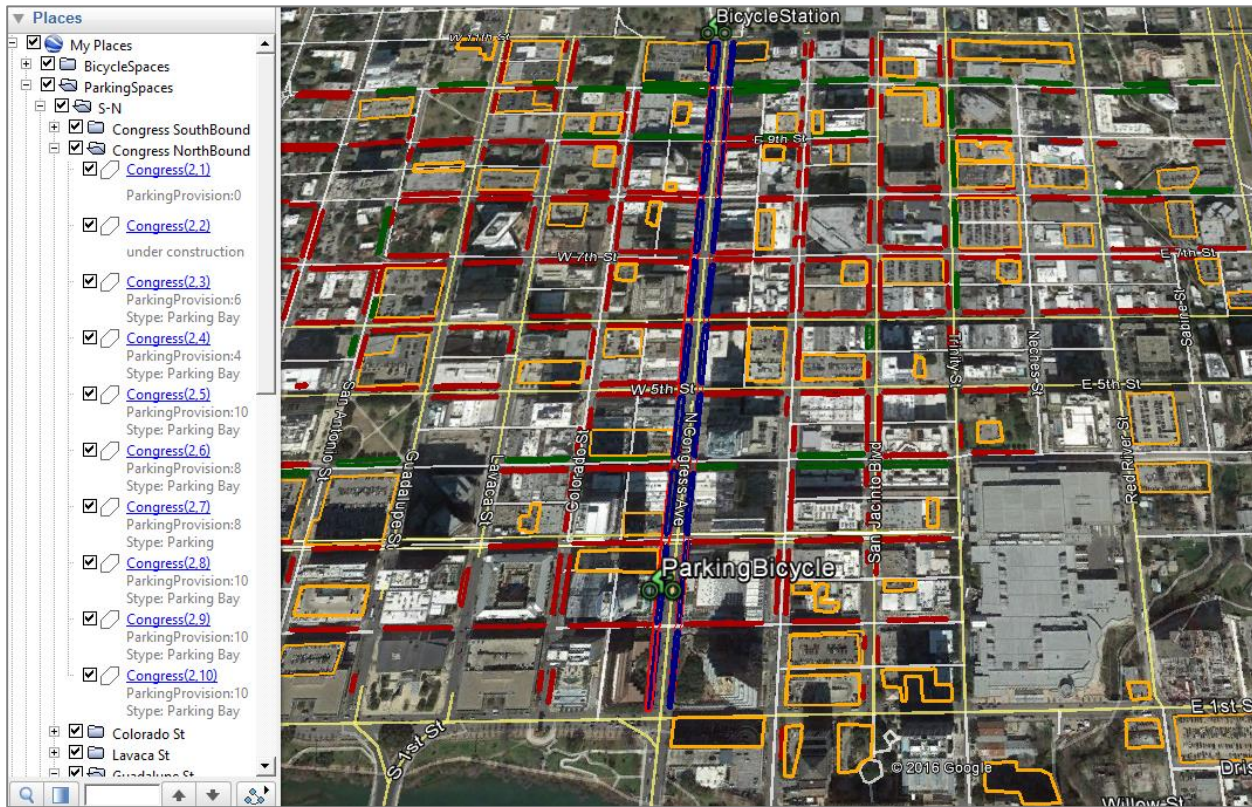 Places
My Places
BicycleSpaces
ParkingSpaces
S-N
Congress SouthBound
Congress NorthBound
Congress(2,1)
ParkingProvision:0
Congress(2,2)
under construction
Congress(2,3)
ParkingProvision:6
Stype: Parking Bay
Congress(2,4)
ParkingProvision:4
Stype: Parking Bay
Congress(2,5)
ParkingProvision:10
Stype: Parking Bay
Congress(2,6)
ParkingProvision:8
Stype: Parking Bay
Congress(2,7)
ParkingProvision:8
Stype: Parking
Congress(2,8)
ParkingProvision:10
Stype: Parking Bay
Congress(2,9)
ParkingProvision:10
Stype: Parking Bay
Congress(2,10)
ParkingProvision:10
Stype: Parking Bay
Colorado St
Lavaca St
Guadalupe St
BicycleStation
W 11th St
E 9th St
W 7th St
E 7th St
Sabine St
Trinity St
Neches St
W 5th St
E 5th St
San Antonio St
Guadalupe St
Lavaca St
Colorado St
N Congress Ave
San Jacinto Blvd
Red River St
ParkingBicycle
E 1st S
S 1st St
© 2016 Google
Dris
Willow St